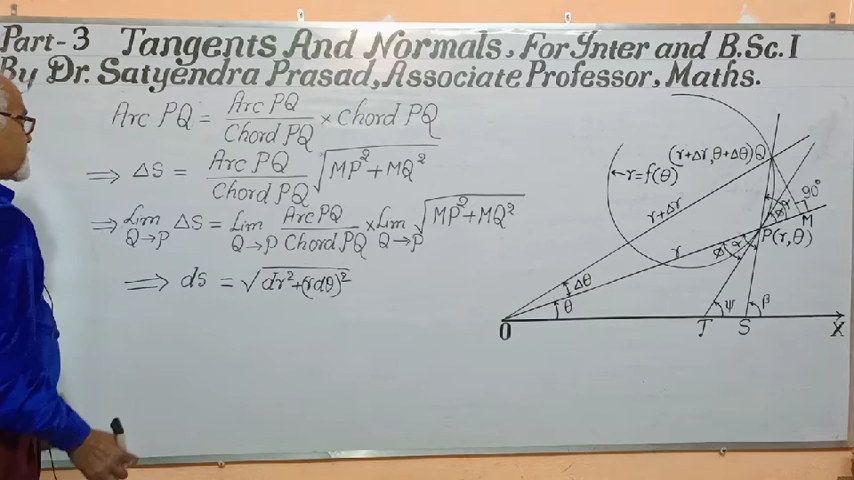 Part-3 Tangents And Normals, For Inter and B.Sc. I
By Dr. Satyendra Prasad, Associate Professor, Maths.
Arc PQ = Arc PQ / Chord PQ × Chord PQ
⇒ ΔS = Arc PQ / Chord PQ √(MP² + MQ²)
⇒ Lim Q→P ΔS = Lim Q→P Arc PQ / Chord PQ × Lim Q→P √(MP² + MQ²)
⇒ ds = √(dr² + (rdθ)²)
(r+Δr, θ+Δθ) Q
r = f(θ)
90°
r+Δr
M
r
P(r,θ)
ϕ α
Δθ
θ
ψ β
O T S X